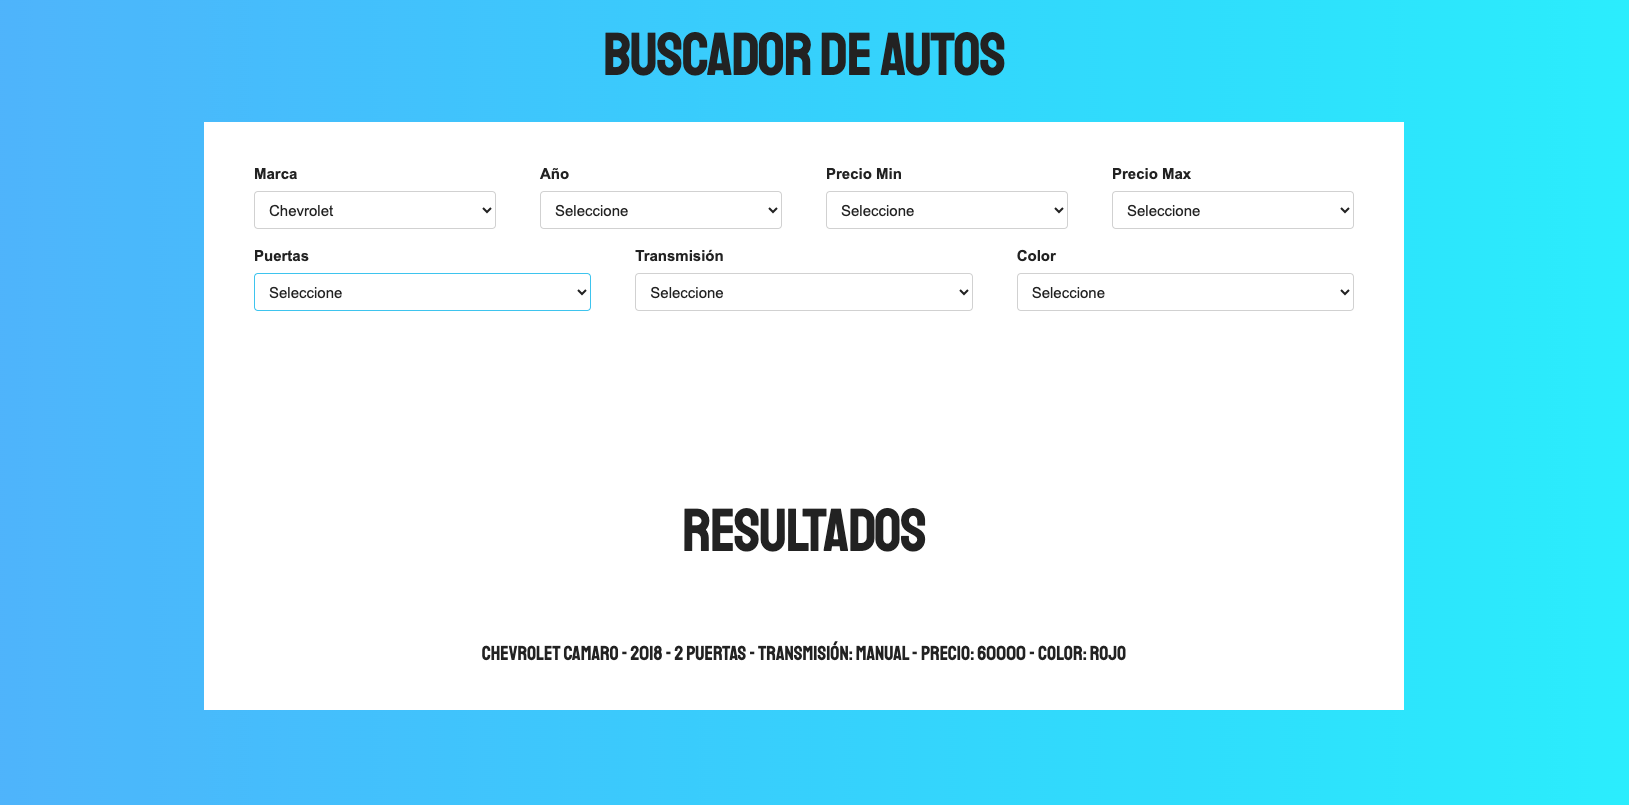 BUSCADOR DE AUTOS
Marca Año Precio Min Precio Max
Chevrolet Seleccione Seleccione Seleccione
Puertas Transmisión Color
Seleccione Seleccione Seleccione
RESULTADOS
CHEVROLET CAMARO - 2018 - 2 PUERTAS - TRANSMISIÓN: MANUAL - PRECIO: 60000 - COLOR: ROJO